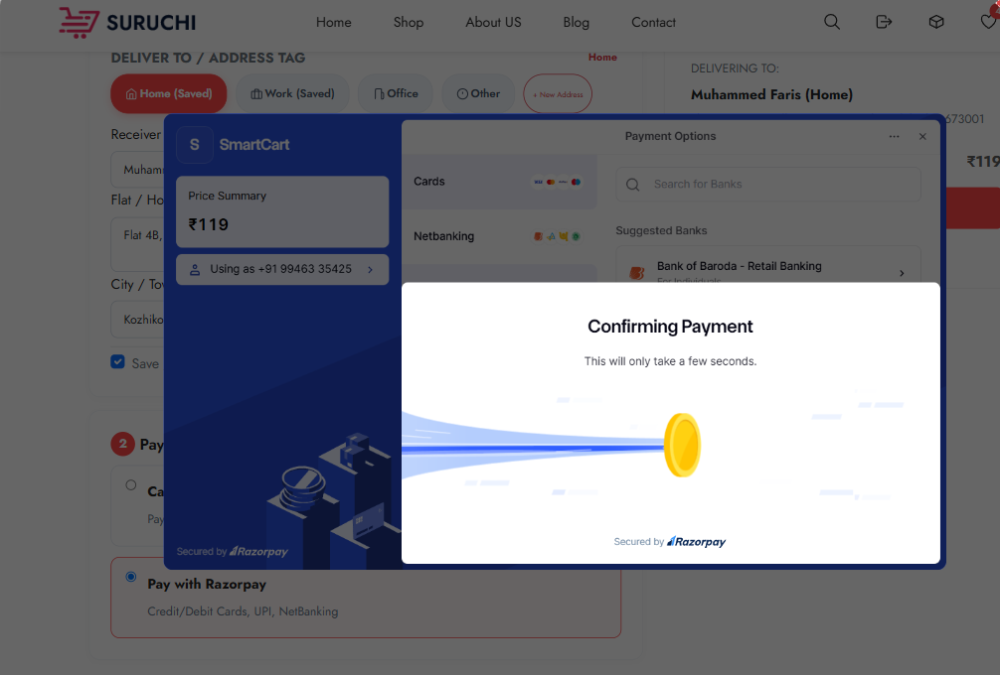 SURUCHI
Home Shop About US Blog Contact
DELIVER TO / ADDRESS TAG
Home
Home (Saved) Work (Saved) Office Other + New Address
DELIVERING TO:
Muhammed Faris (Home)
673001
₹119
Receiver
Muham
Flat / Ho
Flat 4B,
City / To
Kozhiko
Save
S SmartCart
Price Summary
₹119
Using as +91 99463 35425
Secured by Razorpay
Payment Options
Cards
Netbanking
Search for Banks
Suggested Banks
Bank of Baroda - Retail Banking
For Individuals
Confirming Payment
This will only take a few seconds.
Secured by Razorpay
2 Pay
Ca
Pay
Pay with Razorpay
Credit/Debit Cards, UPI, NetBanking